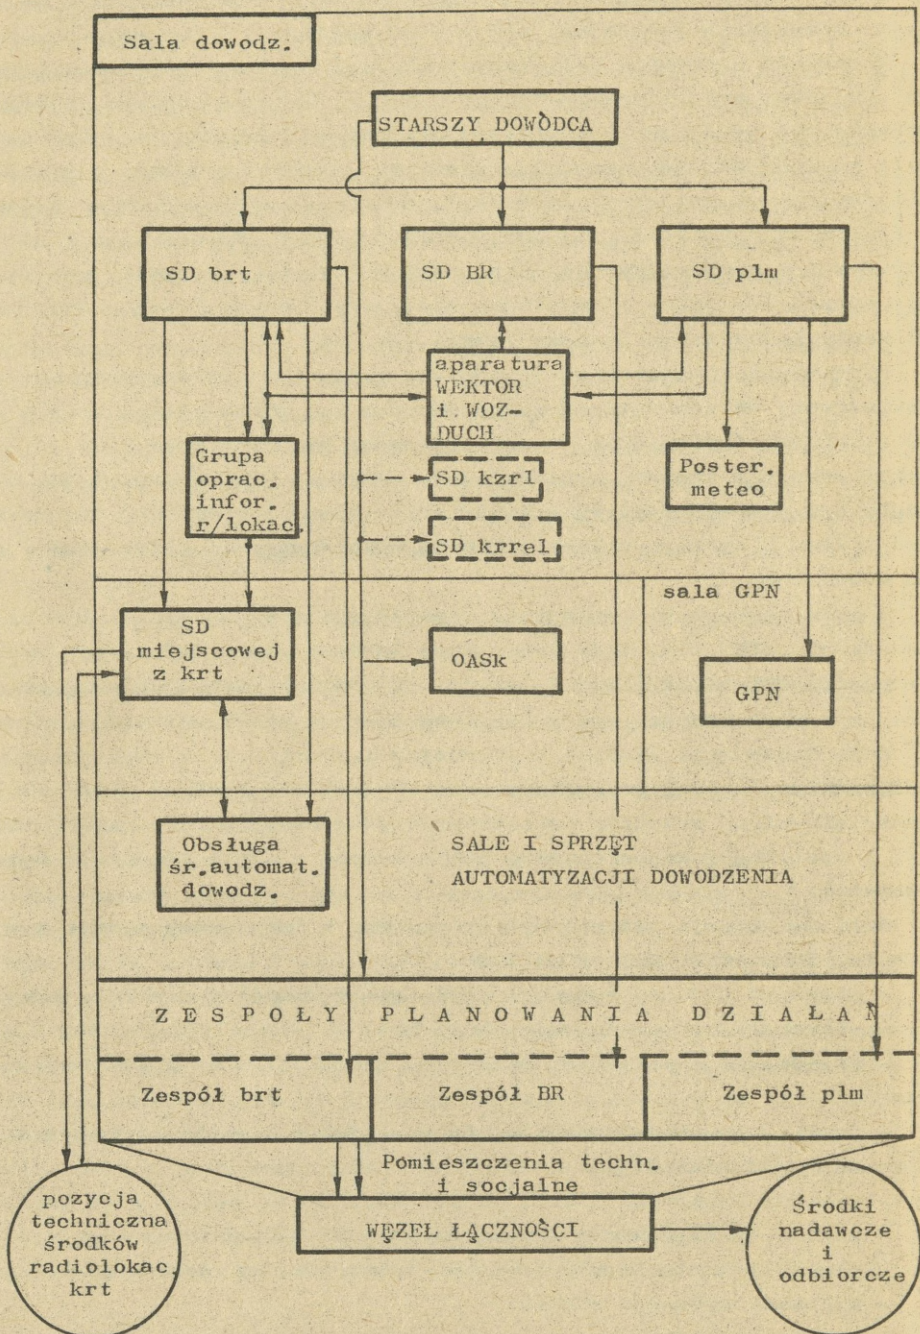 Sala dowodz.
STARSZY DOWÒDCA
SD brt
SD BR
SD plm
aparatura
WEKTOR
i WOZ-
DUCH
Grupa
oprac.
infor.
r/lokac.
Poster.
meteo
SD kzrl
SD krrel
sala GPN
SD
miejscowej
z krt
OASk
GPN
Obsługa
śr.automat.
dowodz.
SALE I SPRZĘT
AUTOMATYZACJI DOWODZENIA
ZESPOŁY PLANOWANIA DZIAŁAŃ
Zespół brt
Zespół BR
Zespół plm
Pomieszczenia techn.
i socjalne
WĘZEŁ ŁĄCZNOŚCI
pozycja
techniczna
środków
radiolokac.
krt
Środki
nadawcze
i
odbiorcze